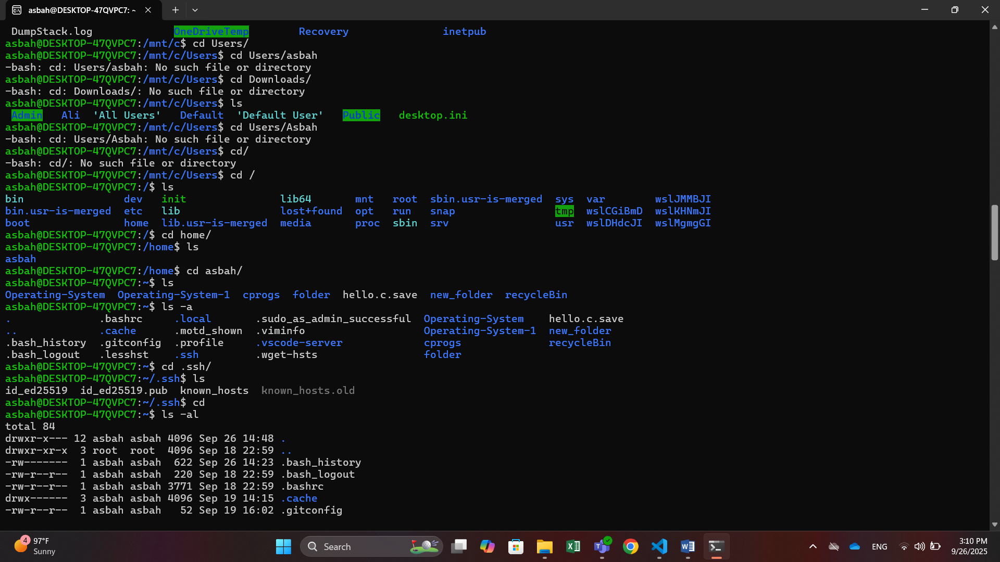 asbah@DESKTOP-47QVPC7: ~
DumpStack.log OneDriveTemp Recovery inetpub
asbah@DESKTOP-47QVPC7:/mnt/c$ cd Users/
asbah@DESKTOP-47QVPC7:/mnt/c/Users$ cd Users/asbah
-bash: cd: Users/asbah: No such file or directory
asbah@DESKTOP-47QVPC7:/mnt/c/Users$ cd Downloads/
-bash: cd: Downloads/: No such file or directory
asbah@DESKTOP-47QVPC7:/mnt/c/Users$ ls
Admin Ali 'All Users' Default 'Default User' Public desktop.ini
asbah@DESKTOP-47QVPC7:/mnt/c/Users$ cd Users/Asbah
-bash: cd: Users/Asbah: No such file or directory
asbah@DESKTOP-47QVPC7:/mnt/c/Users$ cd/
-bash: cd/: No such file or directory
asbah@DESKTOP-47QVPC7:/mnt/c/Users$ cd /
asbah@DESKTOP-47QVPC7:/$ ls
bin dev init lib64 mnt root sbin.usr-is-merged sys var wslJMMBJI
bin.usr-is-merged etc lib lost+found opt run snap tmp wslCGiBmD wslKHNmJI
boot home lib.usr-is-merged media proc sbin srv usr wslDHdcJI wslMgmgGI
asbah@DESKTOP-47QVPC7:/$ cd home/
asbah@DESKTOP-47QVPC7:/home$ ls
asbah
asbah@DESKTOP-47QVPC7:/home$ cd asbah/
asbah@DESKTOP-47QVPC7:~$ ls
Operating-System Operating-System-1 cprogs folder hello.c.save new_folder recycleBin
asbah@DESKTOP-47QVPC7:~$ ls -a
. .bashrc .local .sudo_as_admin_successful Operating-System hello.c.save
.. .cache .motd_shown .viminfo Operating-System-1 new_folder
.bash_history .gitconfig .profile .vscode-server cprogs recycleBin
.bash_logout .lesshst .ssh .wget-hsts folder
asbah@DESKTOP-47QVPC7:~$ cd .ssh/
asbah@DESKTOP-47QVPC7:~/.ssh$ ls
id_ed25519 id_ed25519.pub known_hosts known_hosts.old
asbah@DESKTOP-47QVPC7:~/.ssh$ cd
asbah@DESKTOP-47QVPC7:~$ ls -al
total 84
drwxr-x--- 12 asbah asbah 4096 Sep 26 14:48 .
drwxr-xr-x 3 root root 4096 Sep 18 22:59 ..
-rw------- 1 asbah asbah 622 Sep 26 14:23 .bash_history
-rw-r--r-- 1 asbah asbah 220 Sep 18 22:59 .bash_logout
-rw-r--r-- 1 asbah asbah 3771 Sep 18 22:59 .bashrc
drwx------ 3 asbah asbah 4096 Sep 19 14:15 .cache
-rw-r--r-- 1 asbah asbah 52 Sep 19 16:02 .gitconfig
4 97°F
Sunny
Search
ENG
3:10 PM
9/26/2025